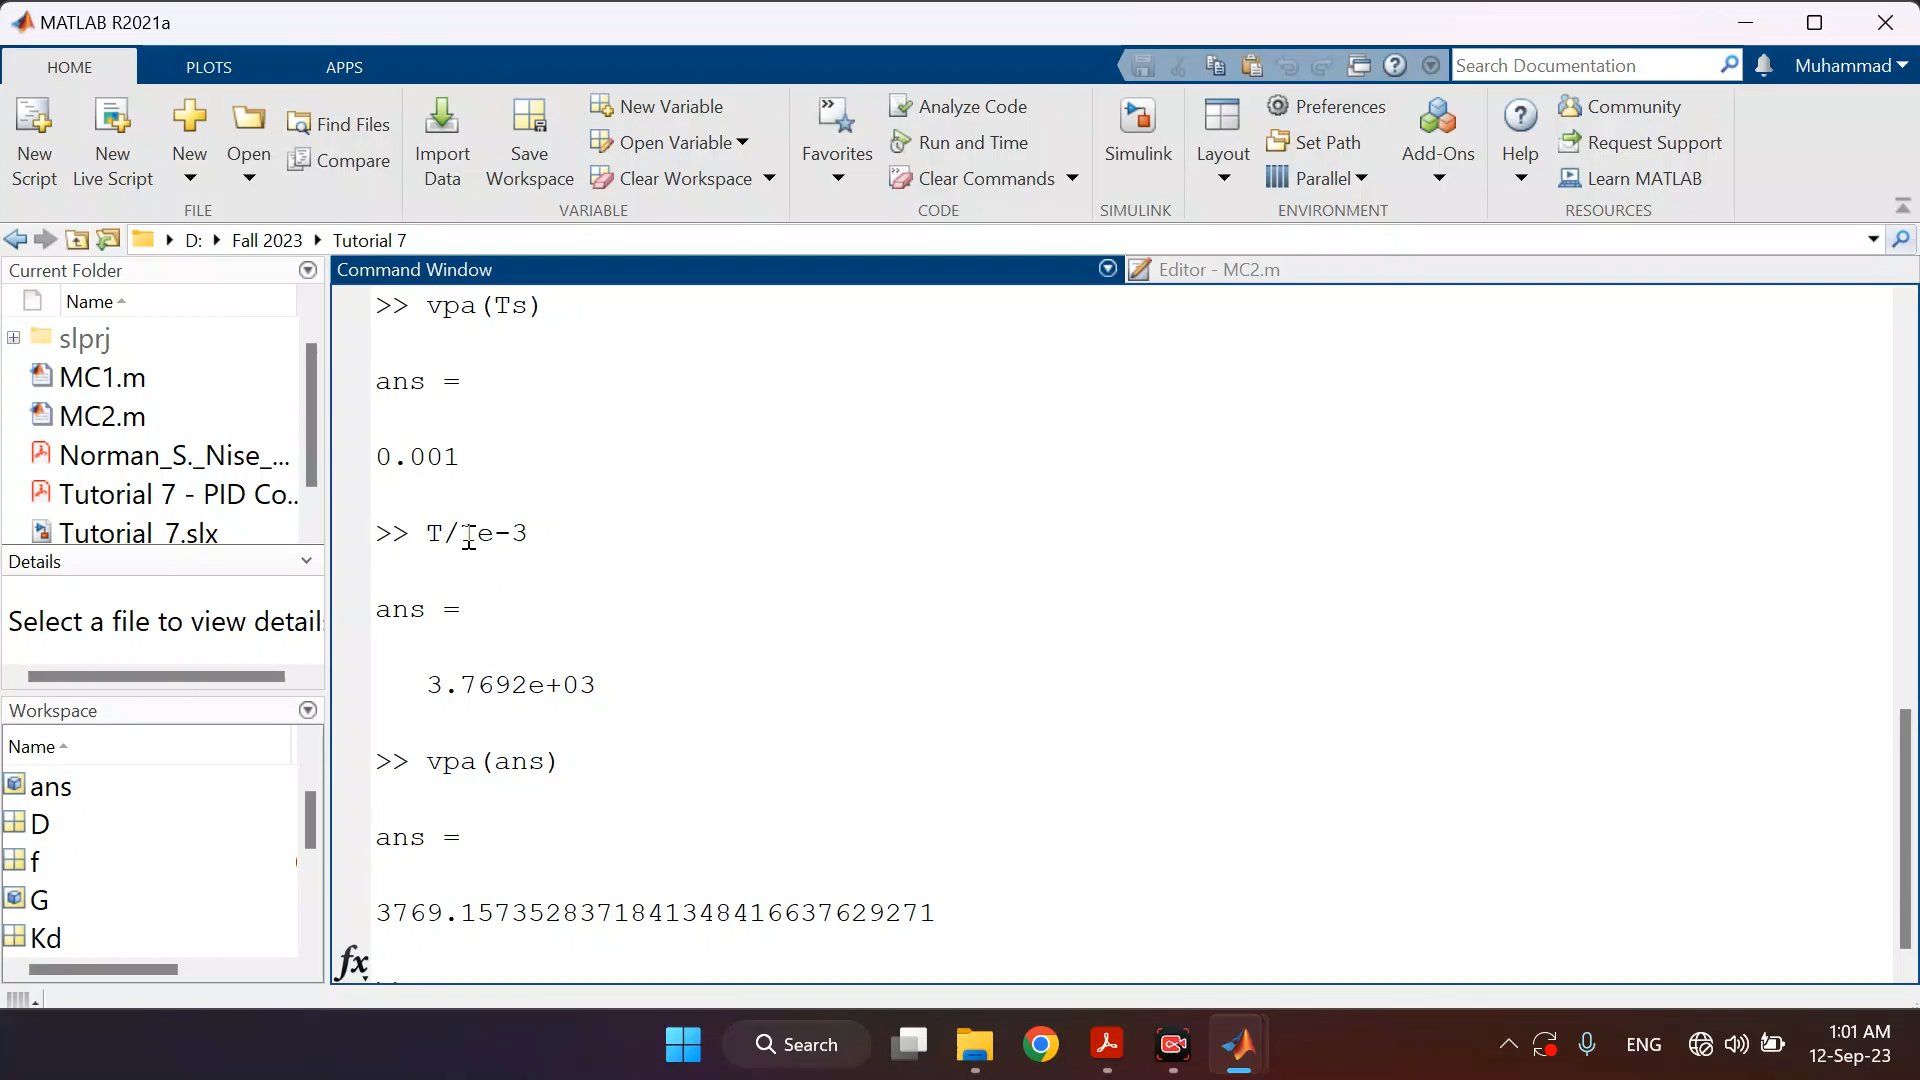 MATLAB R2021a
HOME
PLOTS
APPS
Search Documentation
Muhammad
New Script
New Live Script
New
Open
Find Files
Compare
FILE
Import Data
Save Workspace
New Variable
Open Variable
Clear Workspace
VARIABLE
Favorites
Analyze Code
Run and Time
Clear Commands
CODE
Simulink
SIMULINK
Layout
Preferences
Set Path
Parallel
Add-Ons
ENVIRONMENT
Help
Community
Request Support
Learn MATLAB
RESOURCES
D: Fall 2023 Tutorial 7
Current Folder
Name
slprj
MC1.m
MC2.m
Norman_S._Nise_...
Tutorial 7 - PID Co...
Tutorial_7.slx
Details
Select a file to view detail
Workspace
Name
ans
D
f
G
Kd
Command Window
Editor - MC2.m
>> vpa(Ts)
ans =
0.001
>> T/1e-3
ans =
3.7692e+03
>> vpa(ans)
ans =
3769.1573528371841348416637629271
fx
Search
ENG
1:01 AM
12-Sep-23